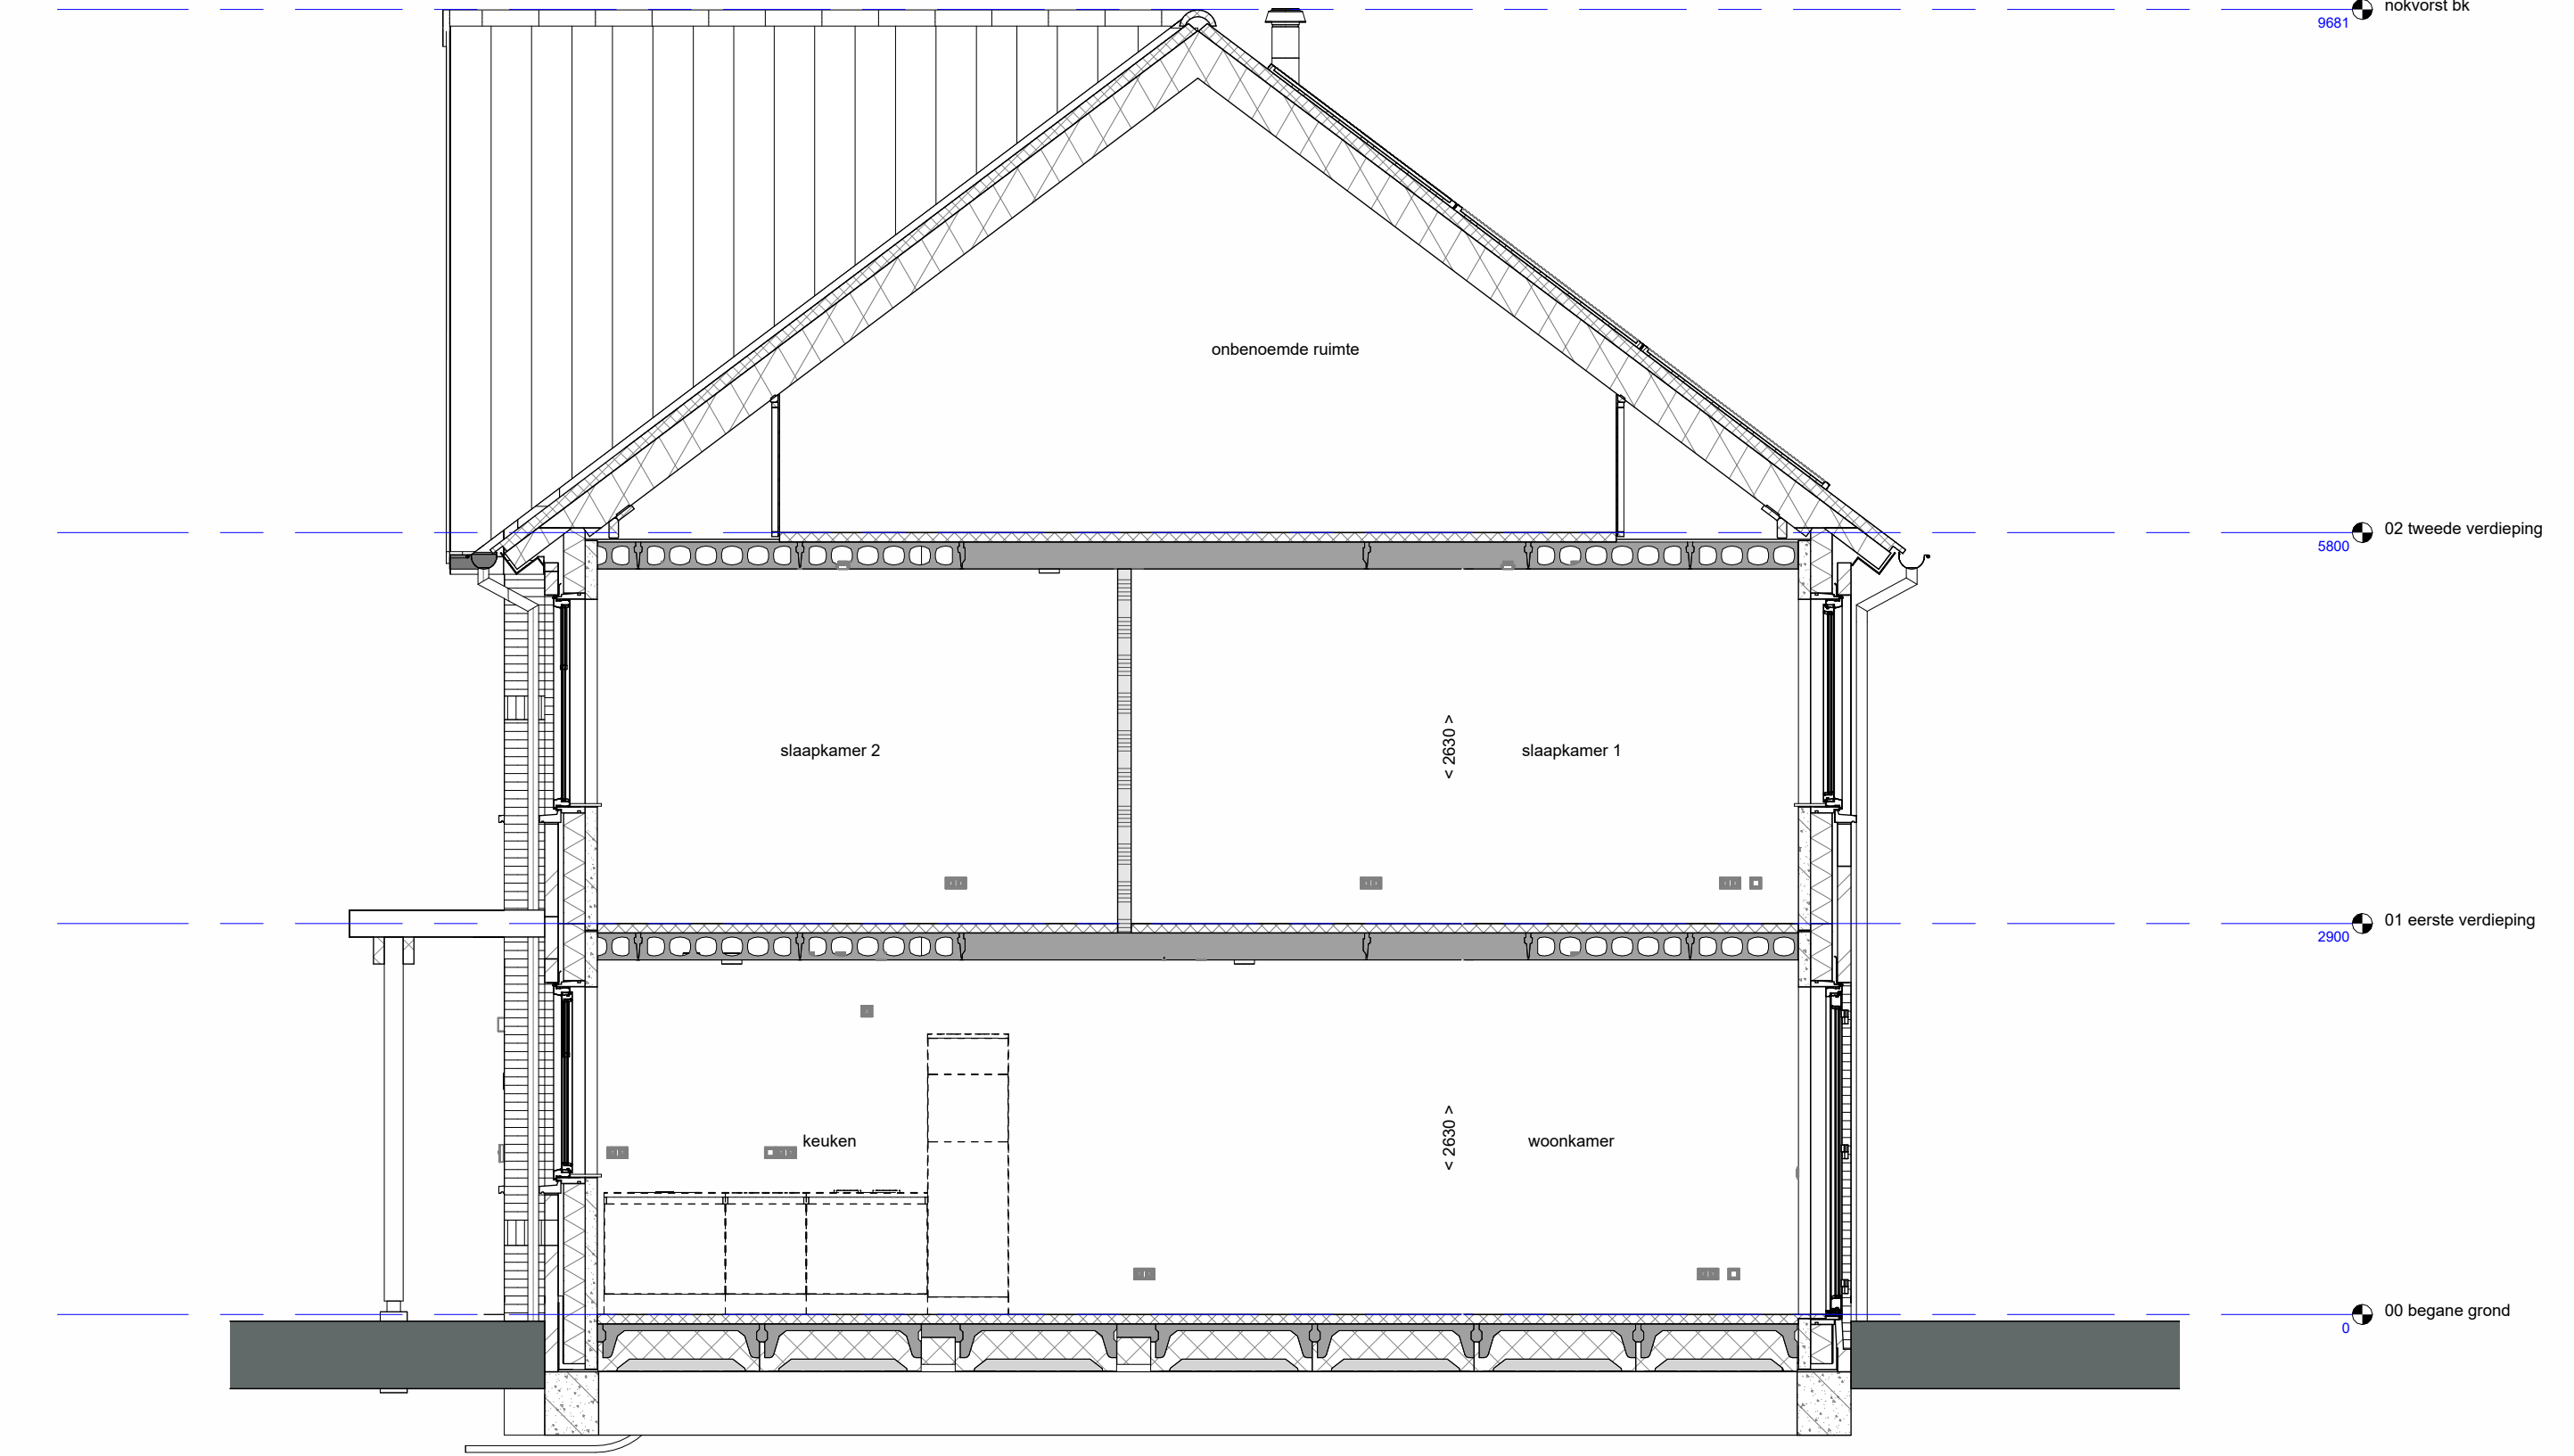 nokvorst bk
9681
onbenoemde ruimte
02 tweede verdieping
5800
slaapkamer 2
< 2630 >
slaapkamer 1
01 eerste verdieping
2900
keuken
< 2630 >
woonkamer
00 begane grond
0